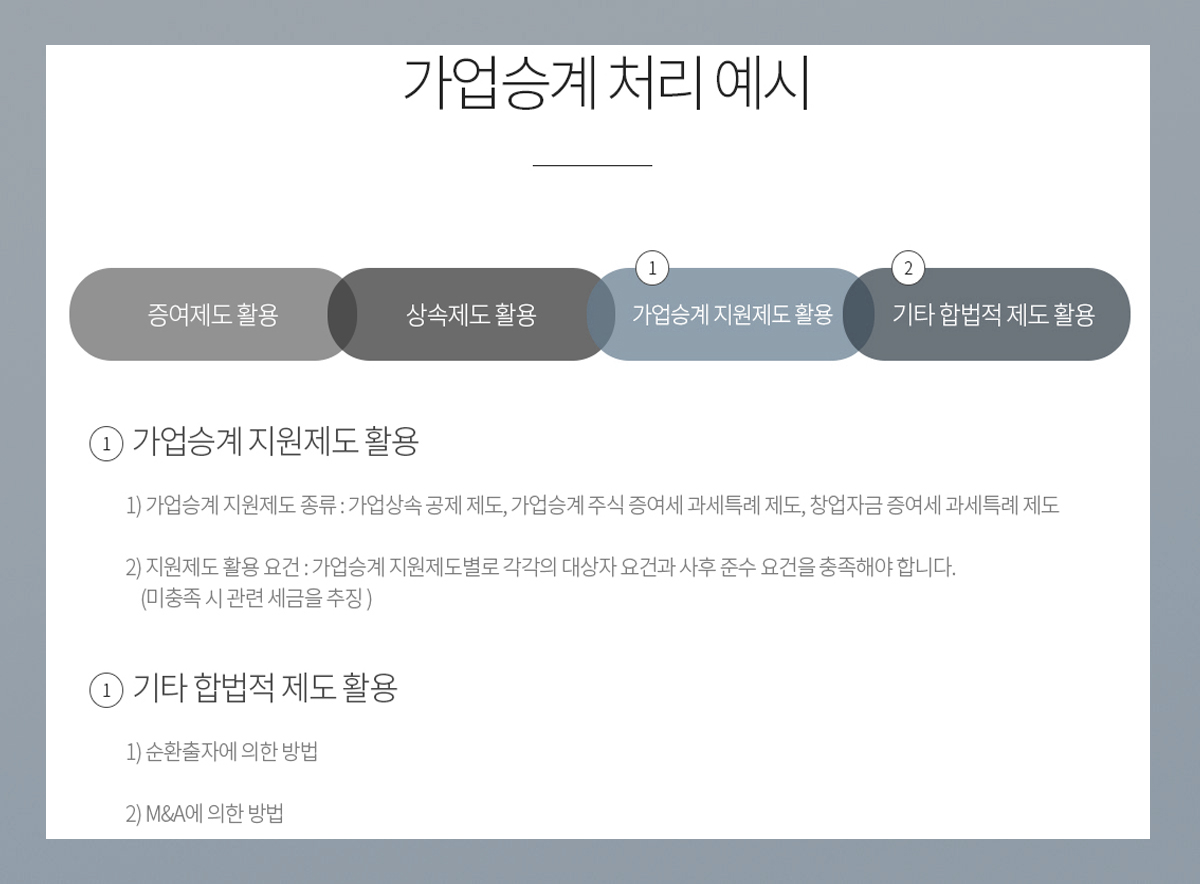 가업승계 처리 예시
1 2
증여제도 활용 상속제도 활용 가업승계 지원제도 활용 기타 합법적 제도 활용
1 가업승계 지원제도 활용
1) 가업승계 지원제도 종류 : 가업상속 공제 제도, 가업승계 주식 증여세 과세특례 제도, 창업자금 증여세 과세특례 제도
2) 지원제도 활용 요건 : 가업승계 지원제도별로 각각의 대상자 요건과 사후 준수 요건을 충족해야 합니다.
(미충족 시 관련 세금을 추징 )
1 기타 합법적 제도 활용
1) 순환출자에 의한 방법
2) M&A에 의한 방법